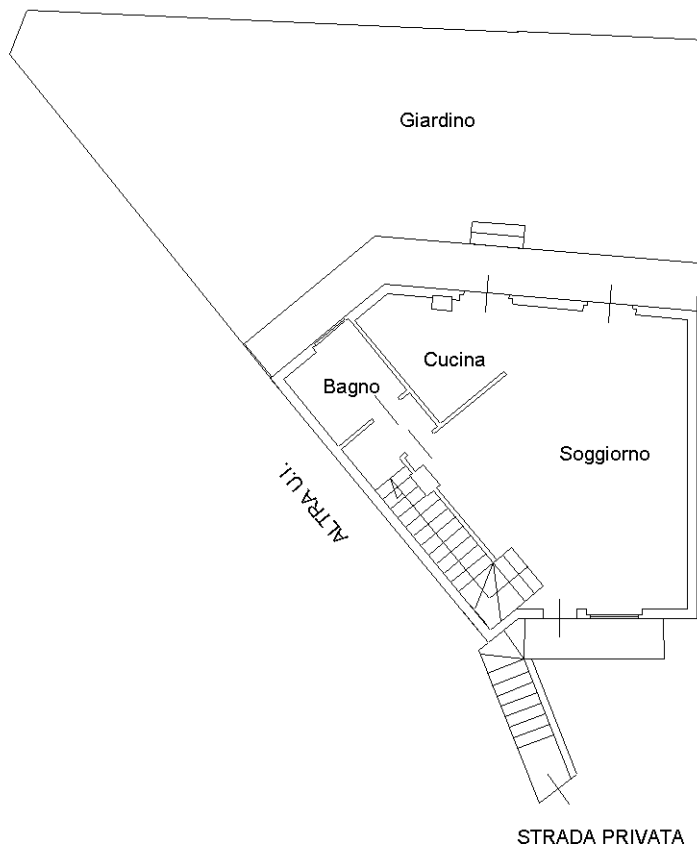 Giardino
Cucina
Bagno
Soggiorno
ALTRA U.I.
STRADA PRIVATA